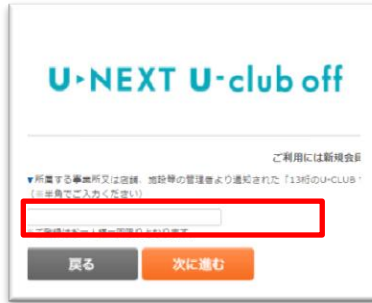 U-NEXT U-club off
ご利用には新規会員
▼所属する事業所又は店舗、施設等の管理者より通知された「13桁のU-CLUB
(※半角でご入力ください)
戻る
次に進む